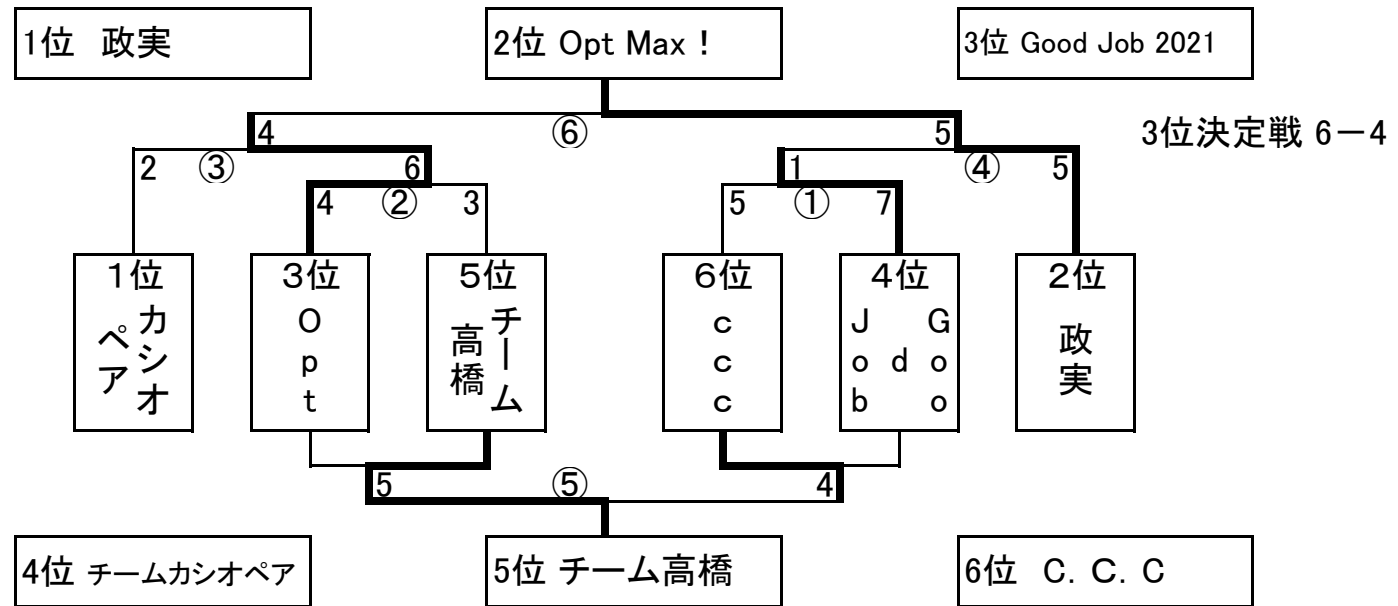 1位 政実
2位 Opt Max !
3位 Good Job 2021
4 ⑥ 5
3位決定戦 6-4
2 ③ 6
1 ④ 5
4 ② 3
5 ① 7
1位
カシオ
ペア
3位
Opt
5位
チーム
高橋
6位
ccc
4位
Good
Job
2位
政実
5 ⑤ 4
4位 チームカシオペア
5位 チーム高橋
6位 C. C. C